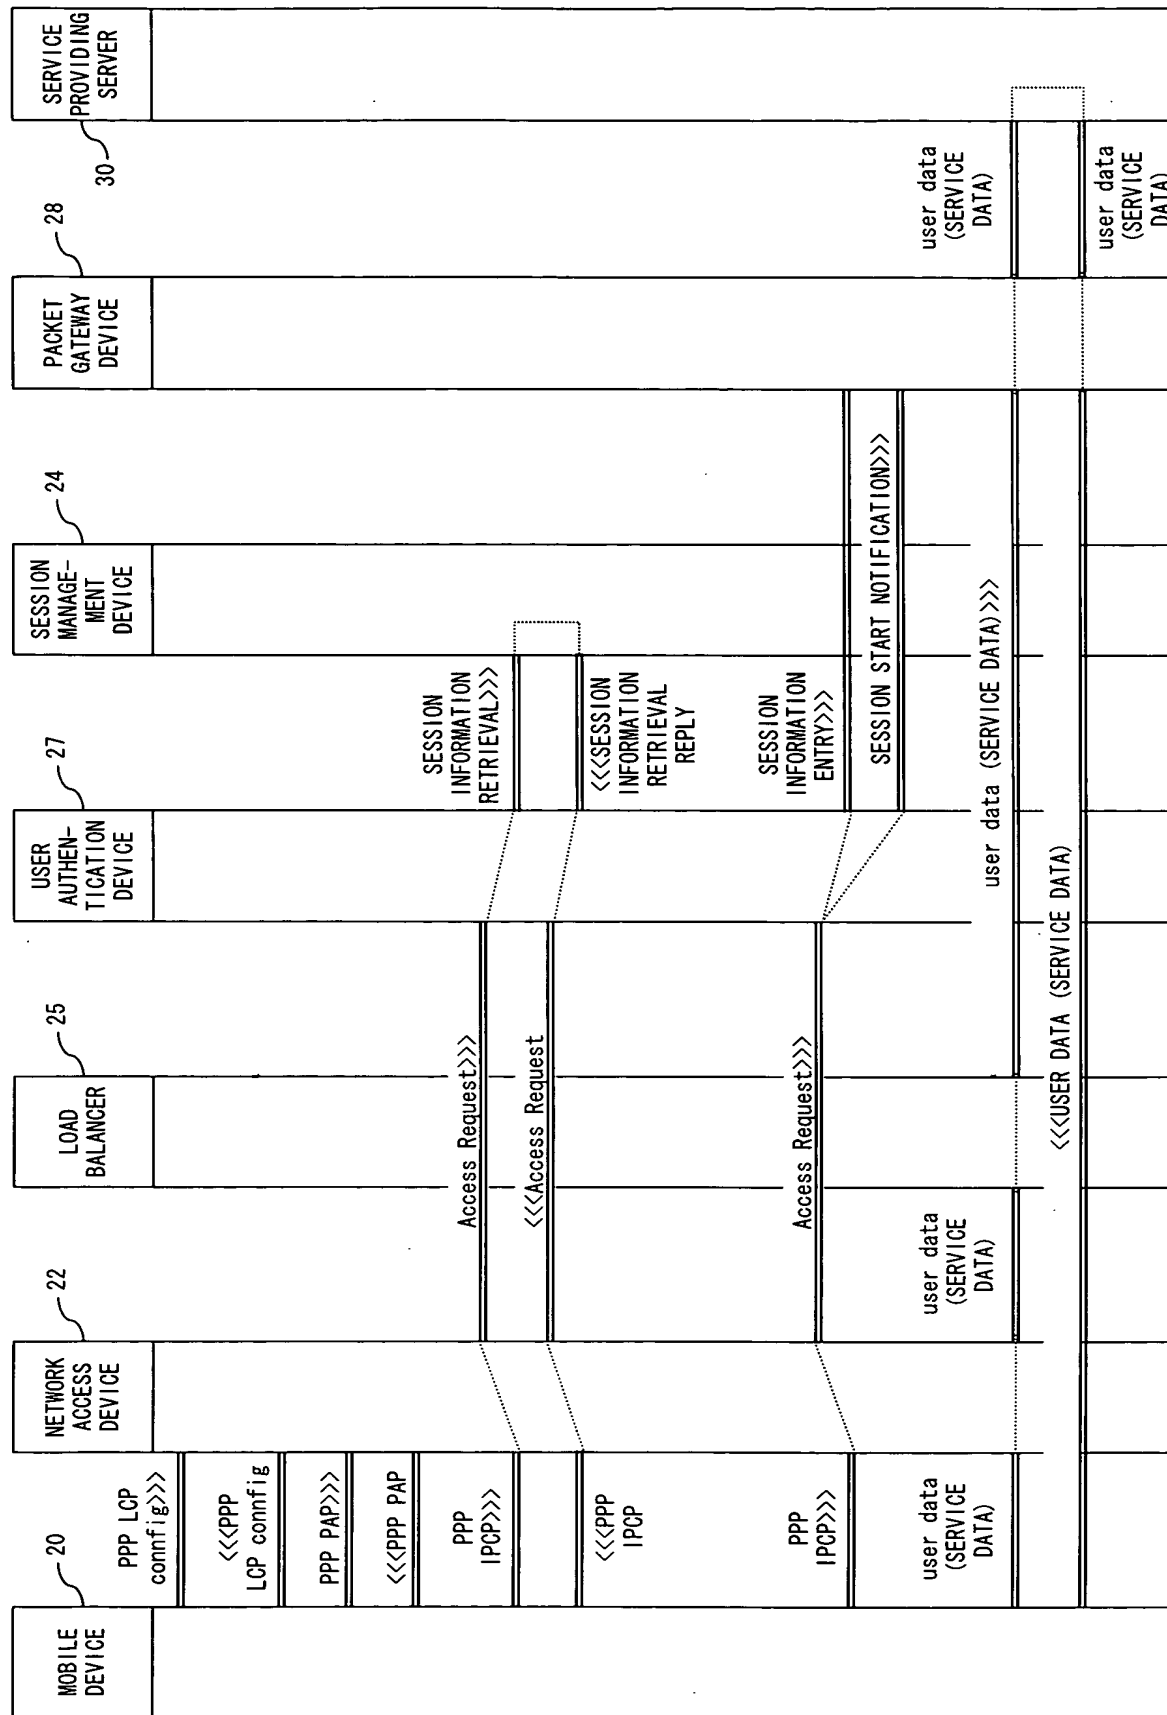 MOBILE
DEVICE
20
NETWORK
ACCESS
DEVICE
22
LOAD
BALANCER
25
USER
AUTHEN-
TICATION
DEVICE
27
SESSION
MANAGE-
MENT
DEVICE
24
PACKET
GATEWAY
DEVICE
28
SERVICE
PROVIDING
SERVER
30
PPP LCP
connfig>>>
<<<PPP
LCP connfig
PPP PAP>>>
<<<PPP PAP
PPP
IPCP>>>
Access Request>>>
SESSION
INFORMATION
RETRIEVAL>>>
<<<PPP
IPCP
<<<Access Request
<<<SESSION
INFORMATION
RETRIEVAL
REPLY
PPP
IPCP>>>
Access Request>>>
SESSION
INFORMATION
ENTRY>>>
SESSION START NOTIFICATION>>>
user data
(SERVICE
DATA)
user data
(SERVICE
DATA)
user data (SERVICE DATA)>>>
user data
(SERVICE
DATA)
<<<USER DATA (SERVICE DATA)
user data
(SERVICE
DATA)